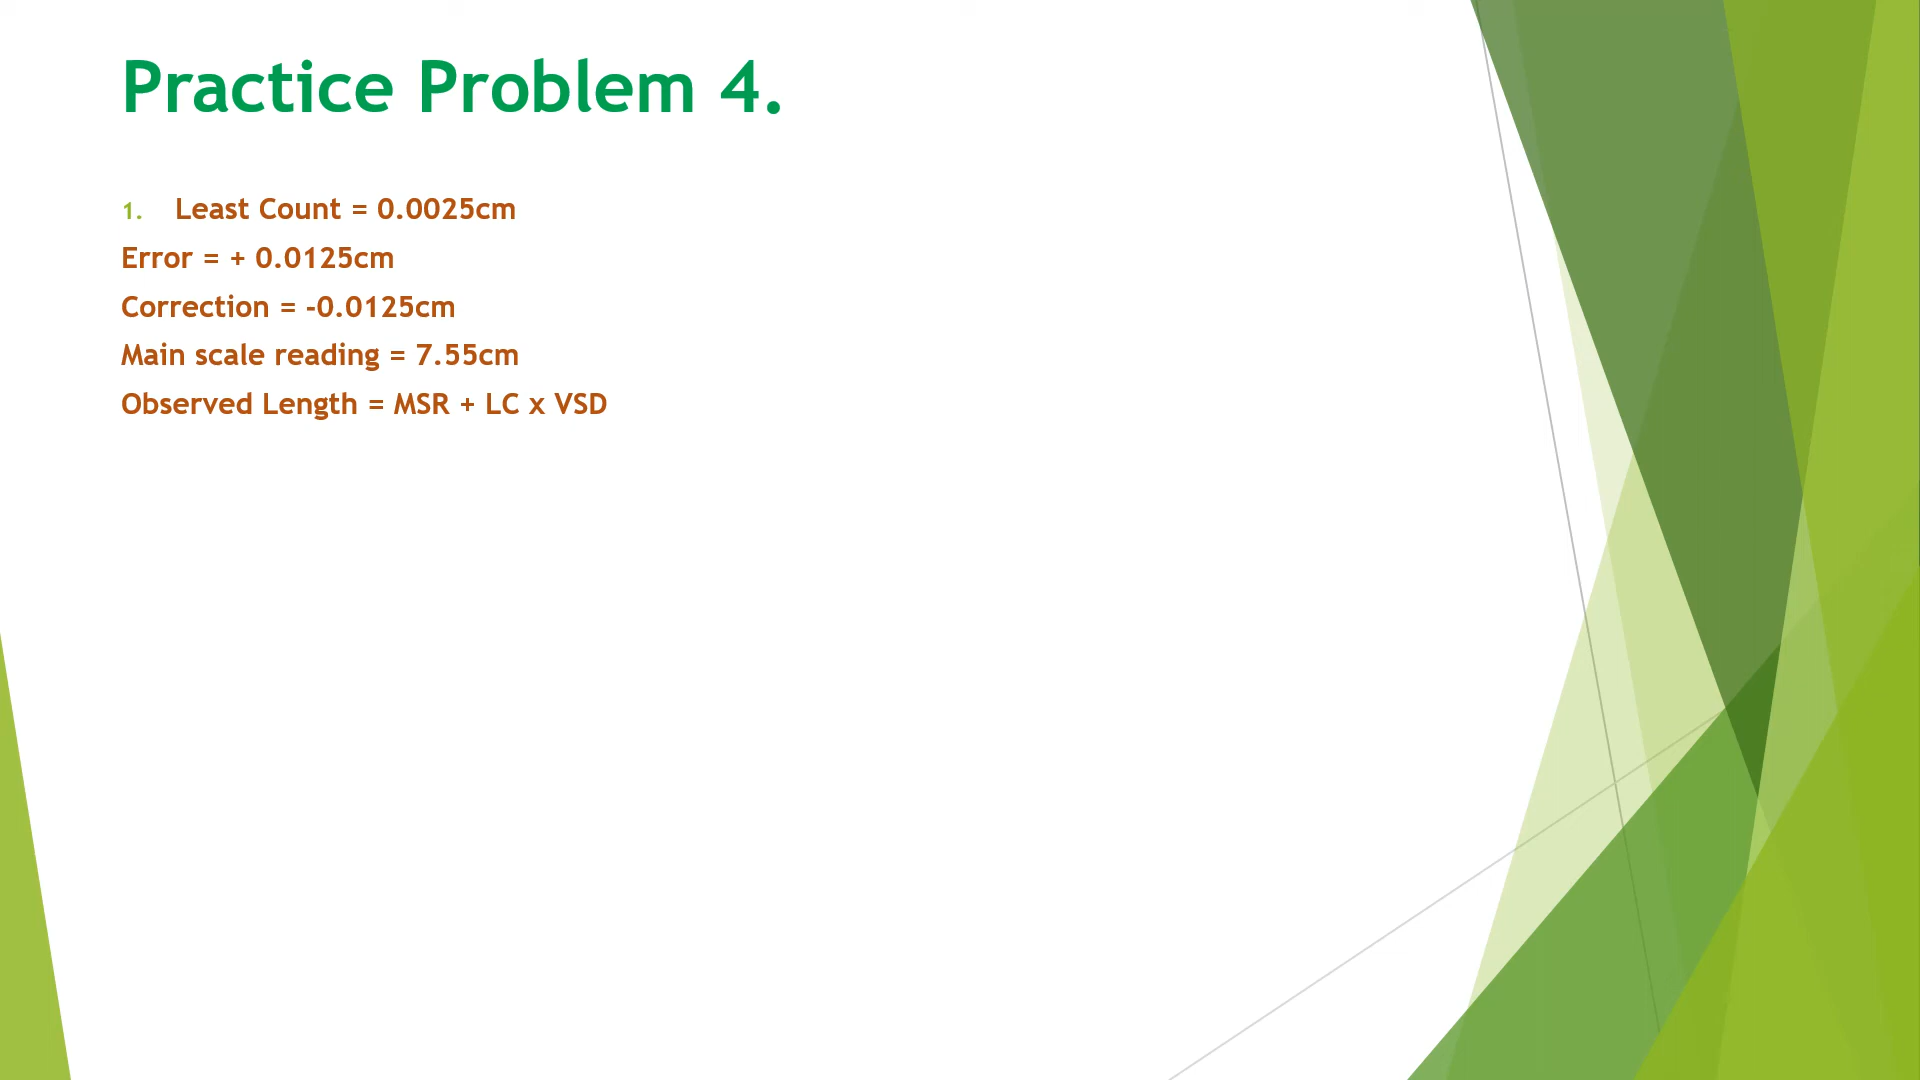 Practice Problem 4.
1. Least Count = 0.0025cm
Error = + 0.0125cm
Correction = -0.0125cm
Main scale reading = 7.55cm
Observed Length = MSR + LC x VSD